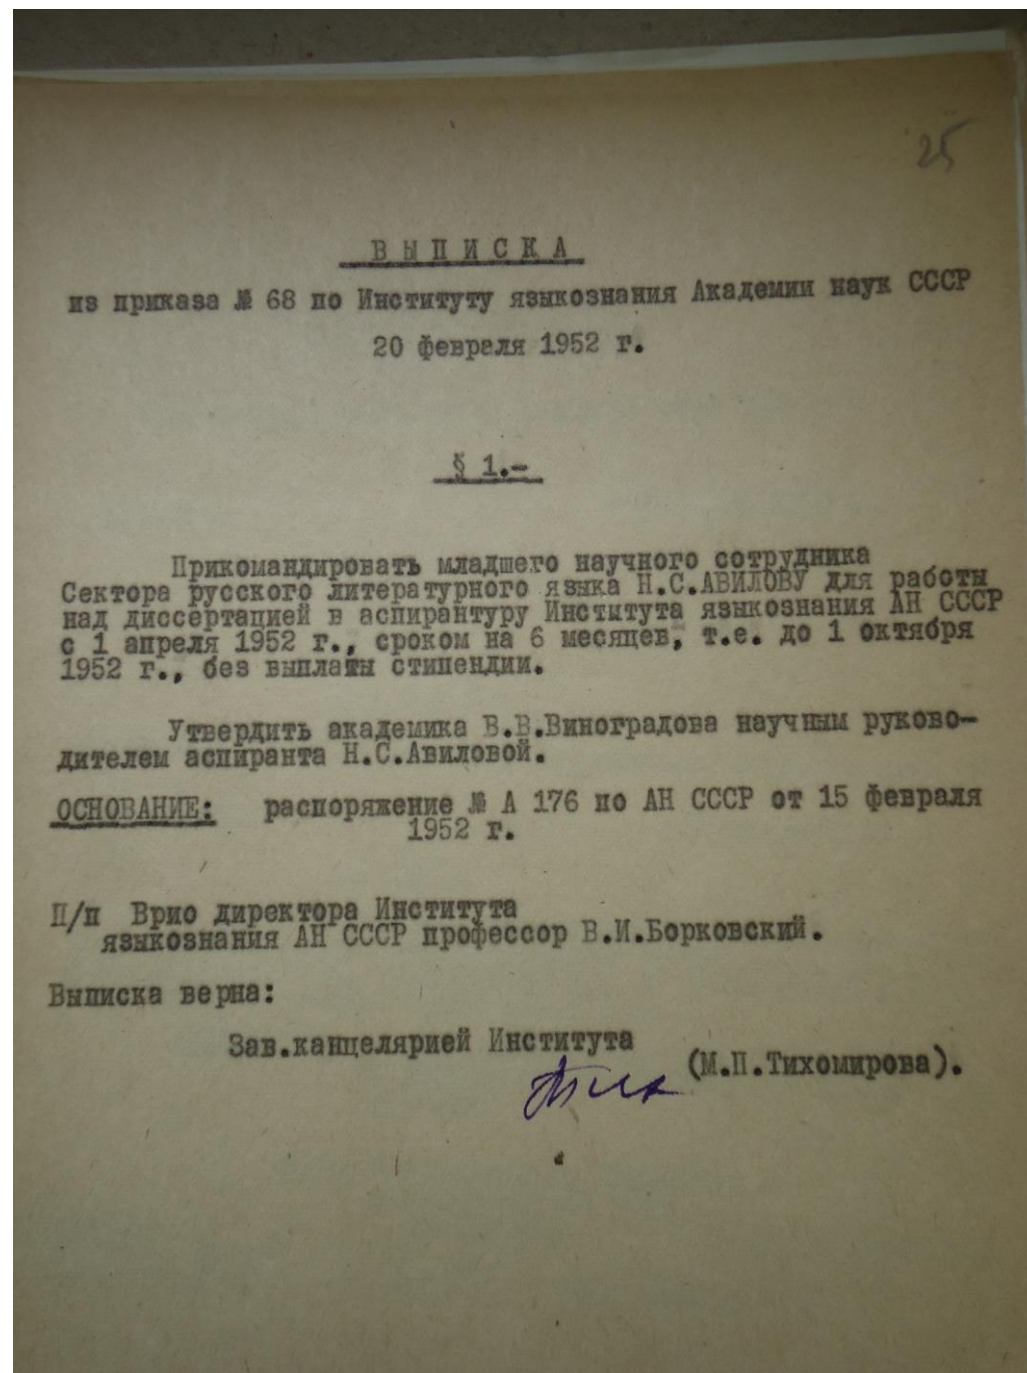 25
ВЫПИСКА
из приказа № 68 по Институту языкознания Академии наук СССР
20 февраля 1952 г.
§ 1.-
Прикомандировать младшего научного сотрудника
Сектора русского литературного языка Н.С.АВИЛОВУ для работы
над диссертацией в аспирантуру Института языкознания АН СССР
с 1 апреля 1952 г., сроком на 6 месяцев, т.е. до 1 октября
1952 г., без выплаты стипендии.
Утвердить академика В.В.Виноградова научным руково-
дителем аспиранта Н.С.Авиловой.
ОСНОВАНИЕ: распоряжение № А 176 по АН СССР от 15 февраля
1952 г.
П/п Врио директора Института
языкознания АН СССР профессор В.И.Борковский.
Выписка верна:
Зав.канцелярией Института
(М.П.Тихомирова).